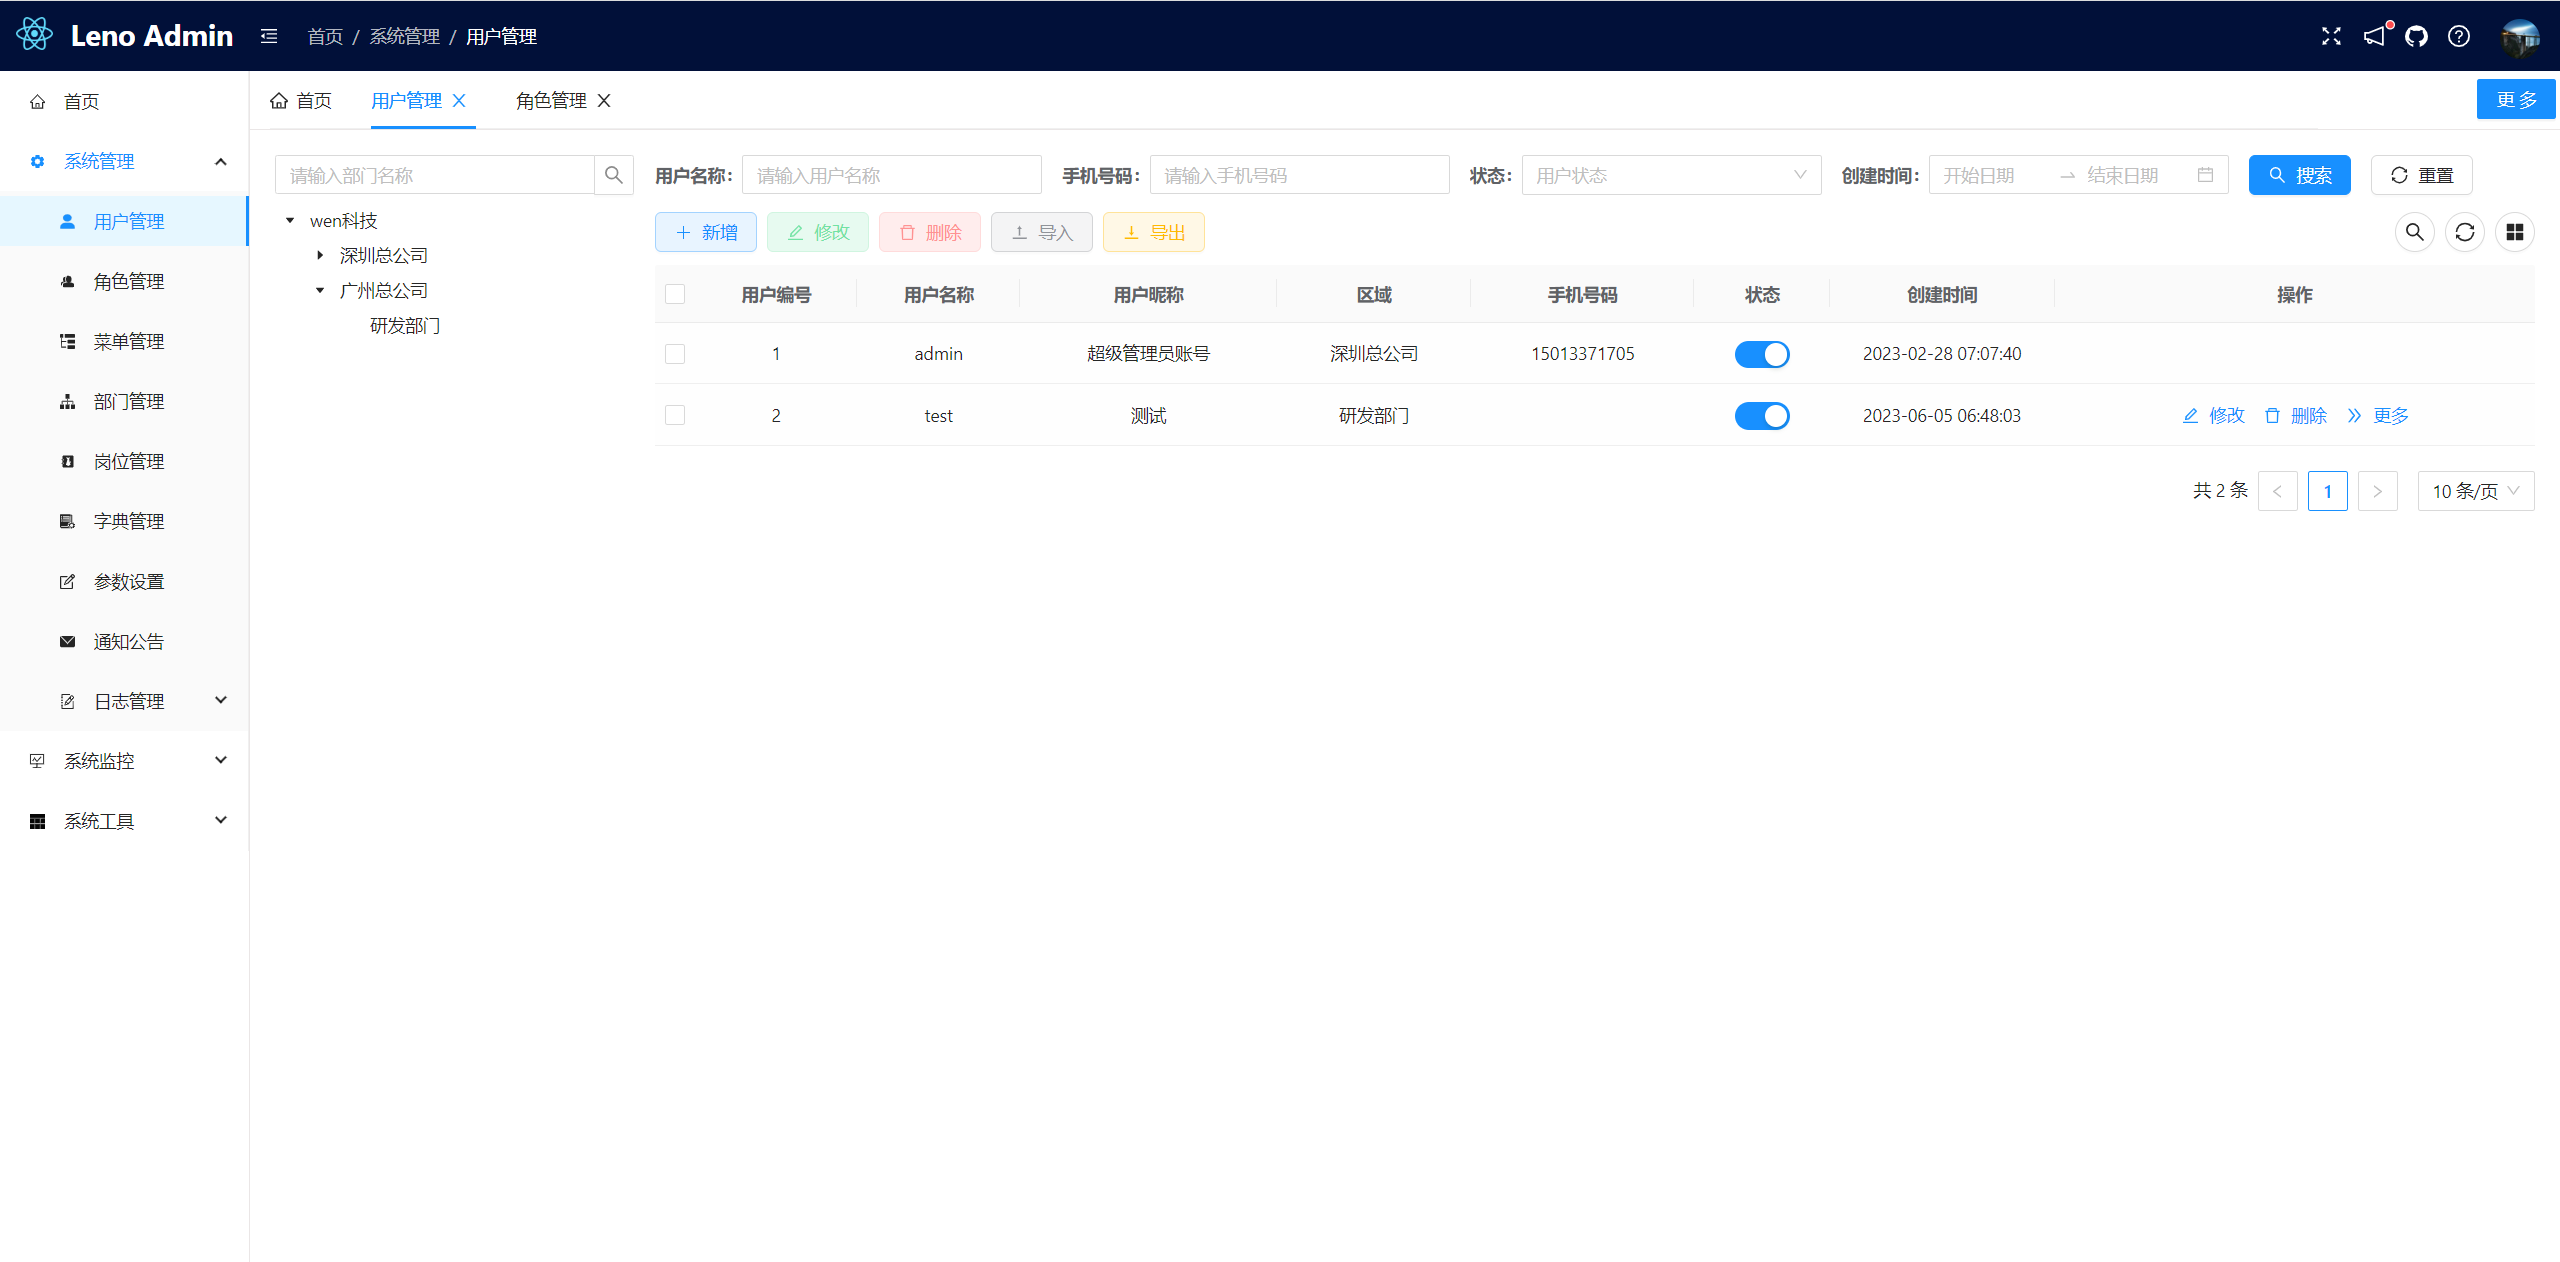 Leno Admin 首页 / 系统管理 / 用户管理
首页 用户管理 角色管理 更 多
首页
系统管理
用户管理
角色管理
菜单管理
部门管理
岗位管理
字典管理
参数设置
通知公告
日志管理
系统监控
系统工具
请输入部门名称
wen科技
深圳总公司
广州总公司
研发部门
用户名称： 请输入用户名称 手机号码： 请输入手机号码 状态： 用户状态 创建时间： 开始日期 结束日期 搜索 重置
新增 修改 删除 导入 导出
用户编号 用户名称 用户昵称 区域 手机号码 状态 创建时间 操作
1 admin 超级管理员账号 深圳总公司 15013371705 2023-02-28 07:07:40
2 test 测试 研发部门 2023-06-05 06:48:03 修改 删除 更多
共 2 条 1 10 条/页